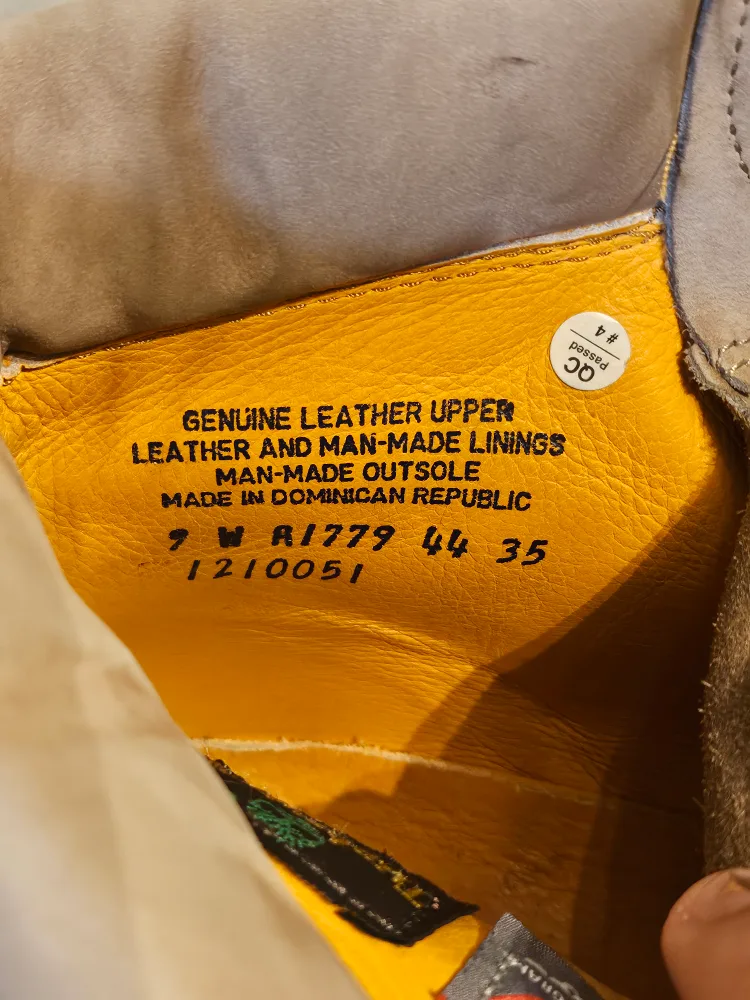 QC
Passed
#4
GENUINE LEATHER UPPER
LEATHER AND MAN-MADE LININGS
MAN-MADE OUTSOLE
MADE IN DOMINICAN REPUBLIC
9 W A1779 44 35
1210051